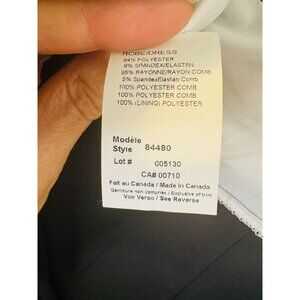 ROBE/DRESS
94% POLYESTER
6% SPANDEX/ELASTAN
95% RAYONNE/RAYON COMB
5% Spandex/Elastan Comb
100% POLYESTER COMB
100% POLYESTER COMB
100% (LINING) POLYESTER
Modèle
Style 84480
Lot # 005130
CA# 00710
Fait au Canada / Made in Canada
Garniture non comprise / Exclusive of trim
Voir Verso / See Reverse